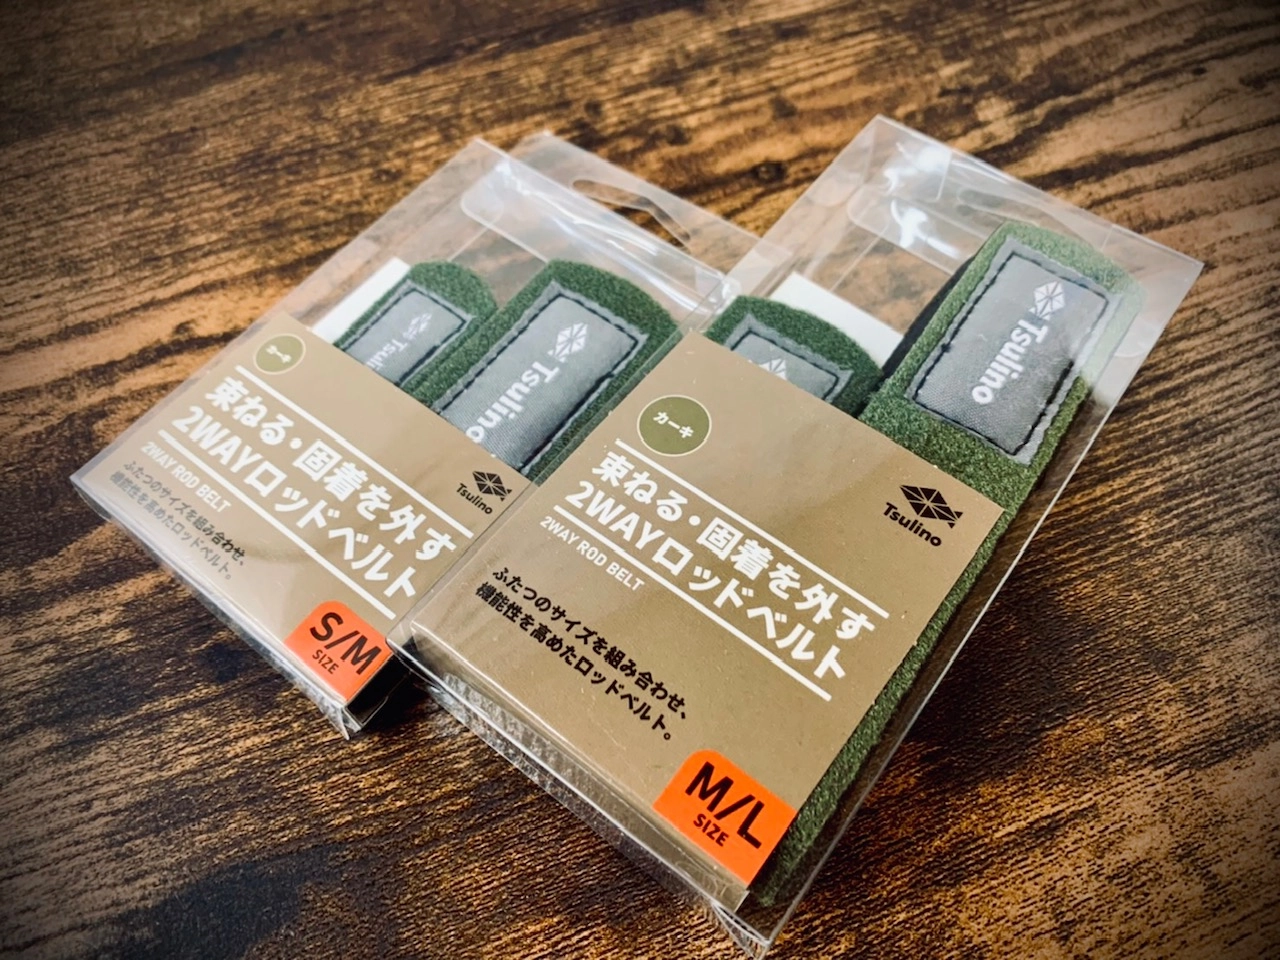 Tsulino
Tsulino
カーキ
束ねる・固着を外す
2WAYロッドベルト
2WAY ROD BELT
ふたつのサイズを組み合わせ、
機能性を高めたロッドベルト。
Tsulino
S/M
SIZE
Tsulino
カーキ
束ねる・固着を外す
2WAYロッドベルト
2WAY ROD BELT
ふたつのサイズを組み合わせ、
機能性を高めたロッドベルト。
Tsulino
M/L
SIZE